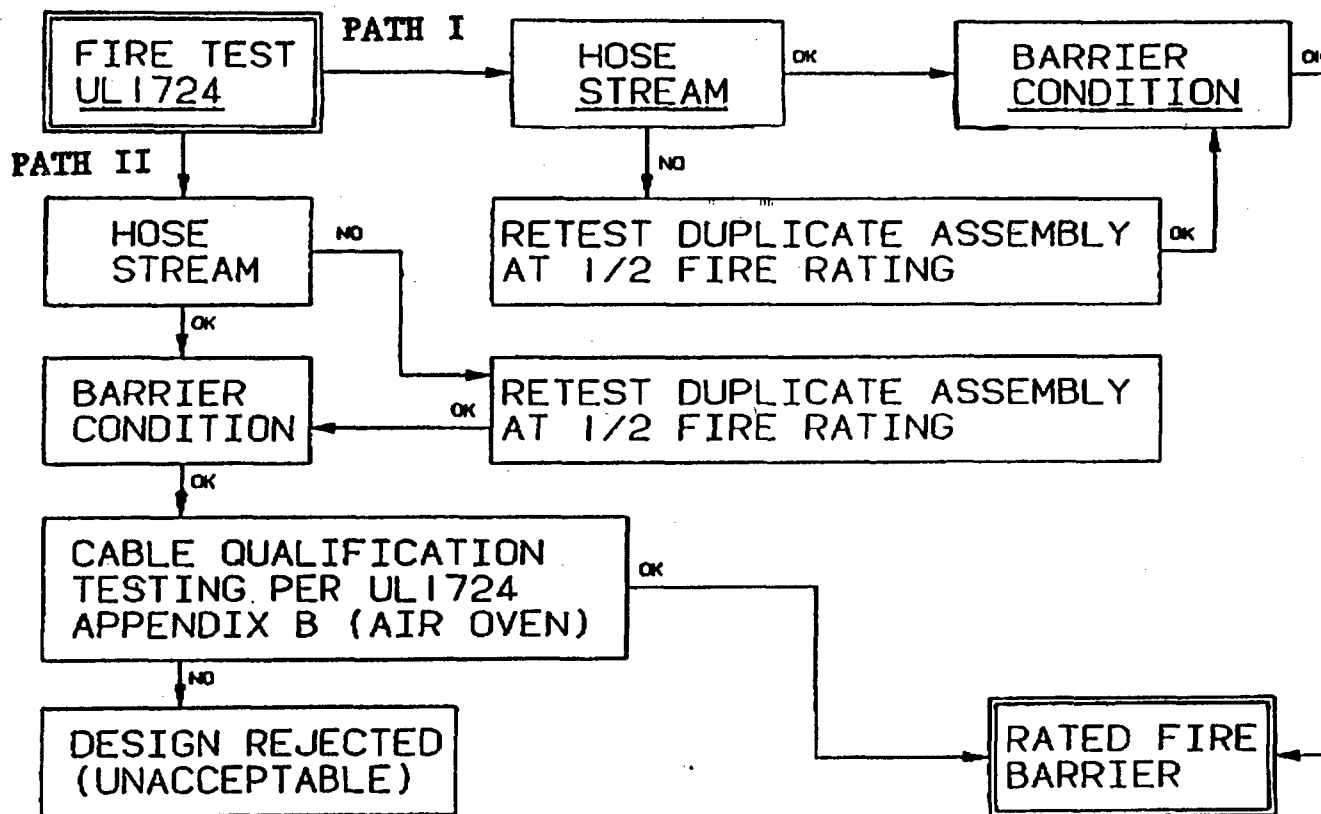 PATH I
FIRE TEST
UL1724
HOSE
STREAM
OK
BARRIER
CONDITION
OK
PATH II
NO
HOSE
STREAM
NO
RETEST DUPLICATE ASSEMBLY
AT 1/2 FIRE RATING
OK
OK
BARRIER
CONDITION
OK
RETEST DUPLICATE ASSEMBLY
AT 1/2 FIRE RATING
OK
CABLE QUALIFICATION
TESTING PER UL1724
APPENDIX B (AIR OVEN)
OK
NO
DESIGN REJECTED
(UNACCEPTABLE)
RATED FIRE
BARRIER